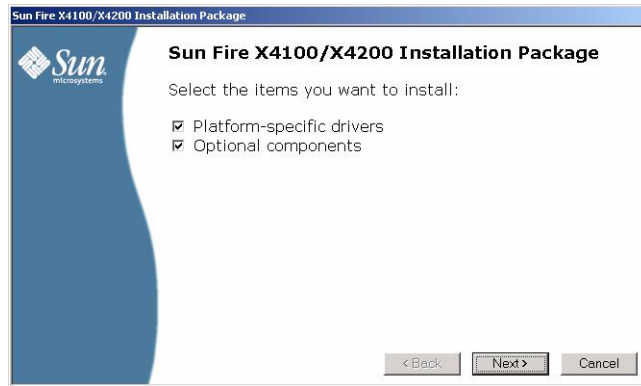 Sun Fire X4100/X4200 Installation Package
Sun
microsystems
Sun Fire X4100/X4200 Installation Package
Select the items you want to install:
Platform-specific drivers
Optional components
< Back
Next >
Cancel